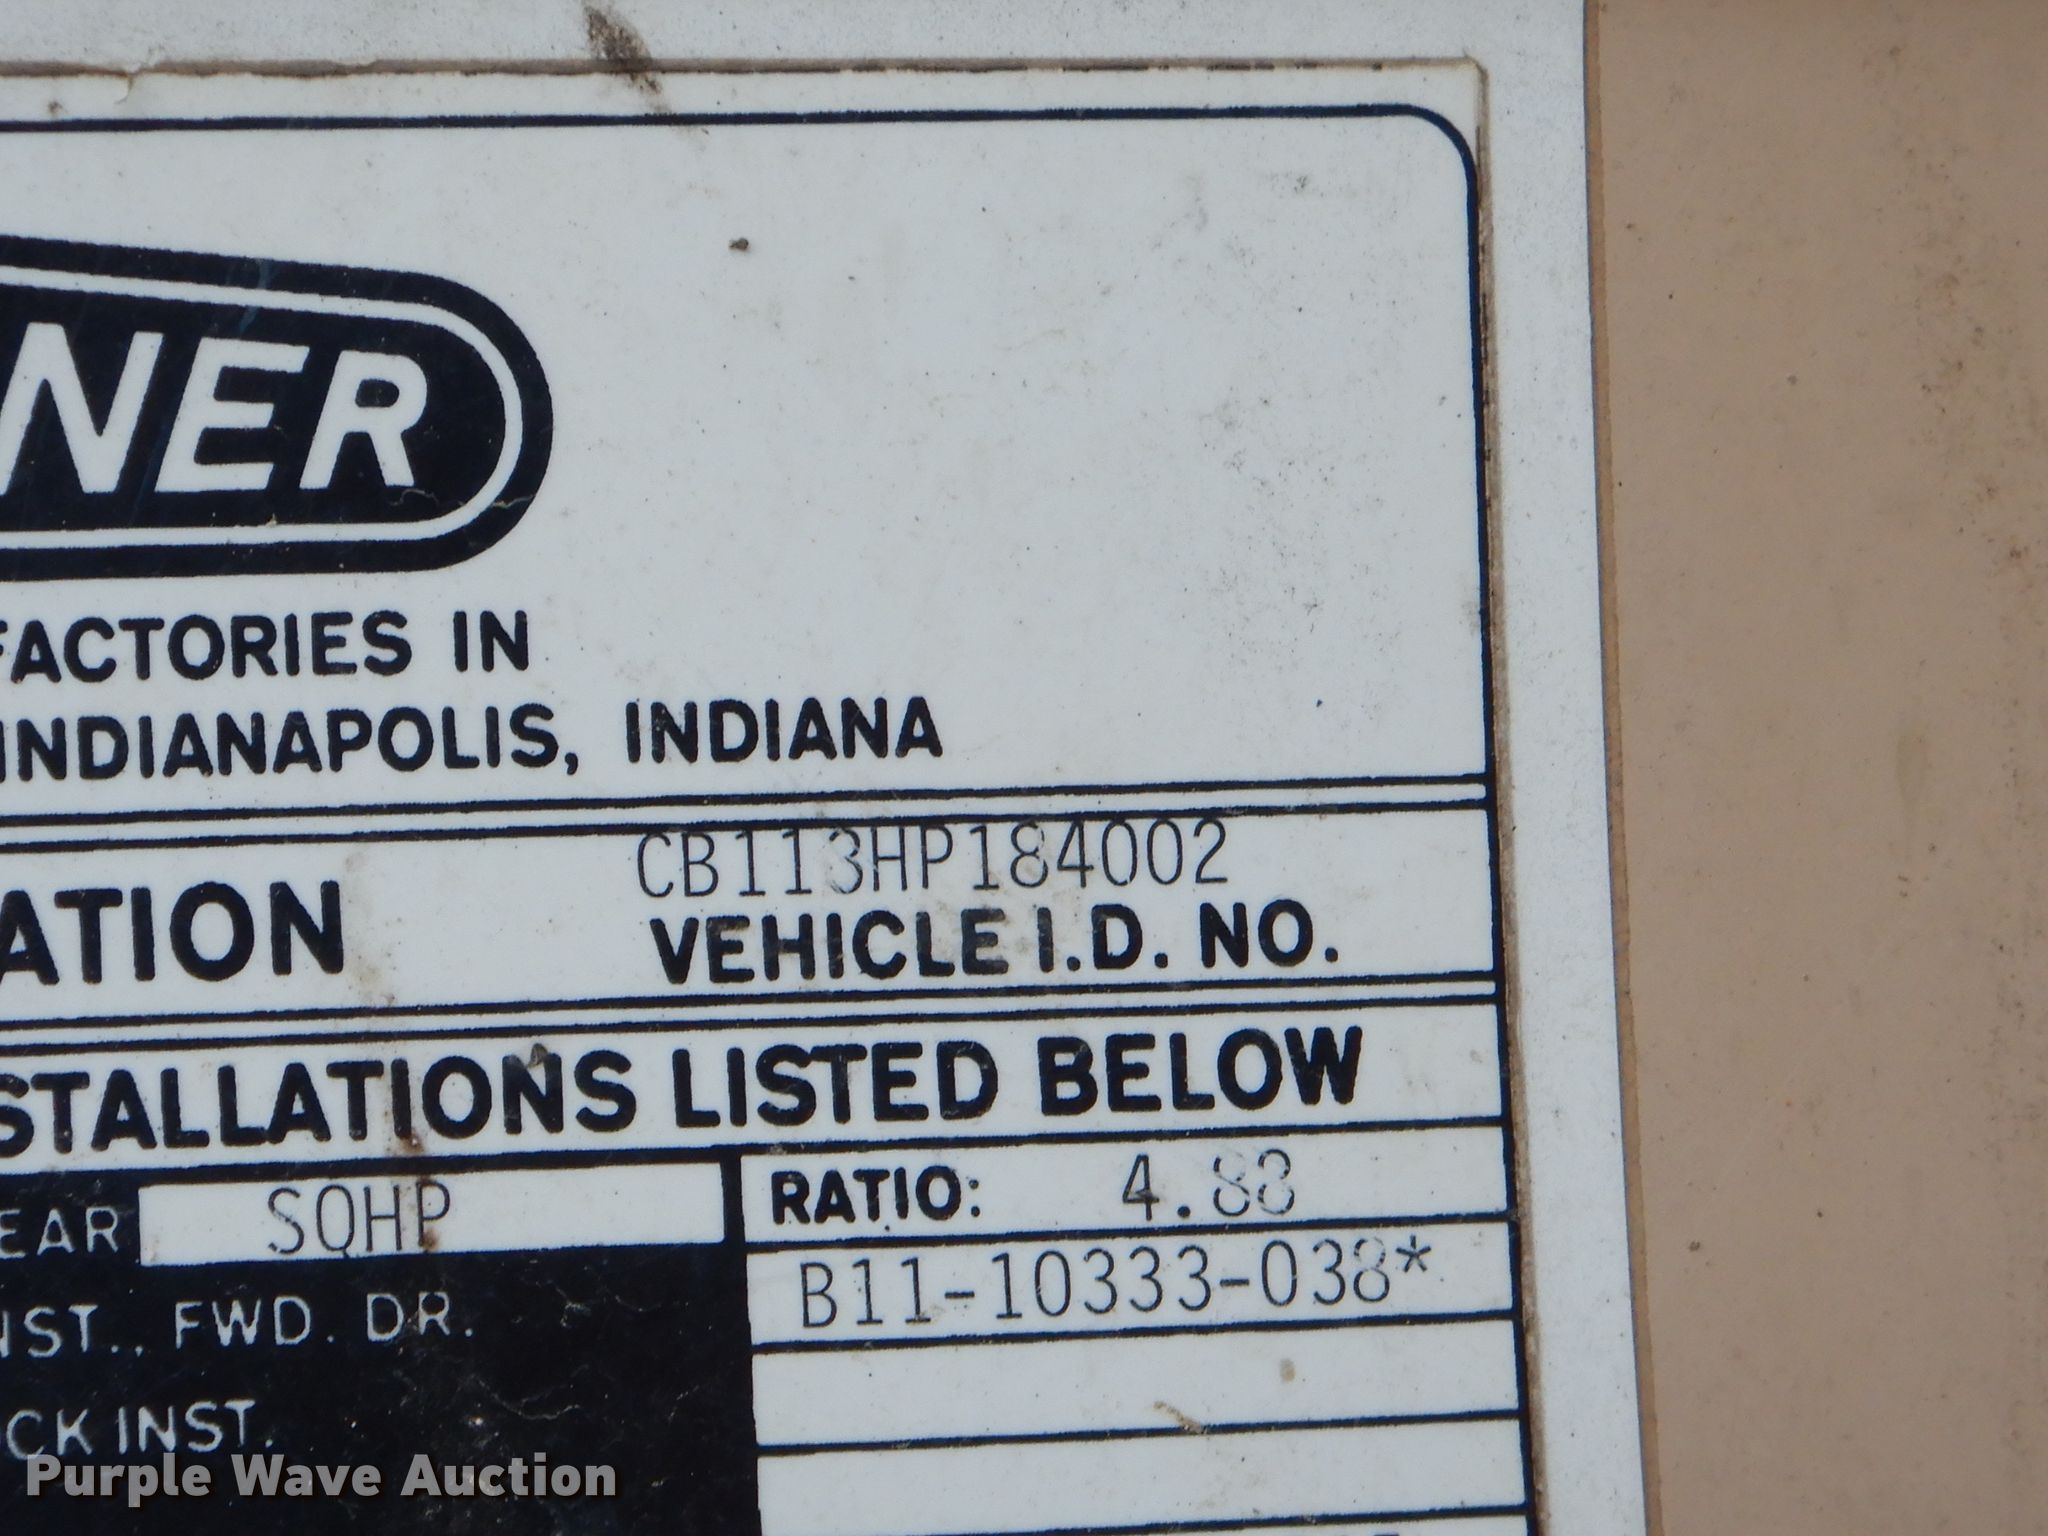 NER
FACTORIES IN
INDIANAPOLIS, INDIANA
CB113HP184002
ATION
VEHICLE I.D. NO.
STALLATIONS LISTED BELOW
EAR SQHP RATIO: 4.88
B11-10333-038*
NST., FWD. DR.
CK INST.
Purple Wave Auction